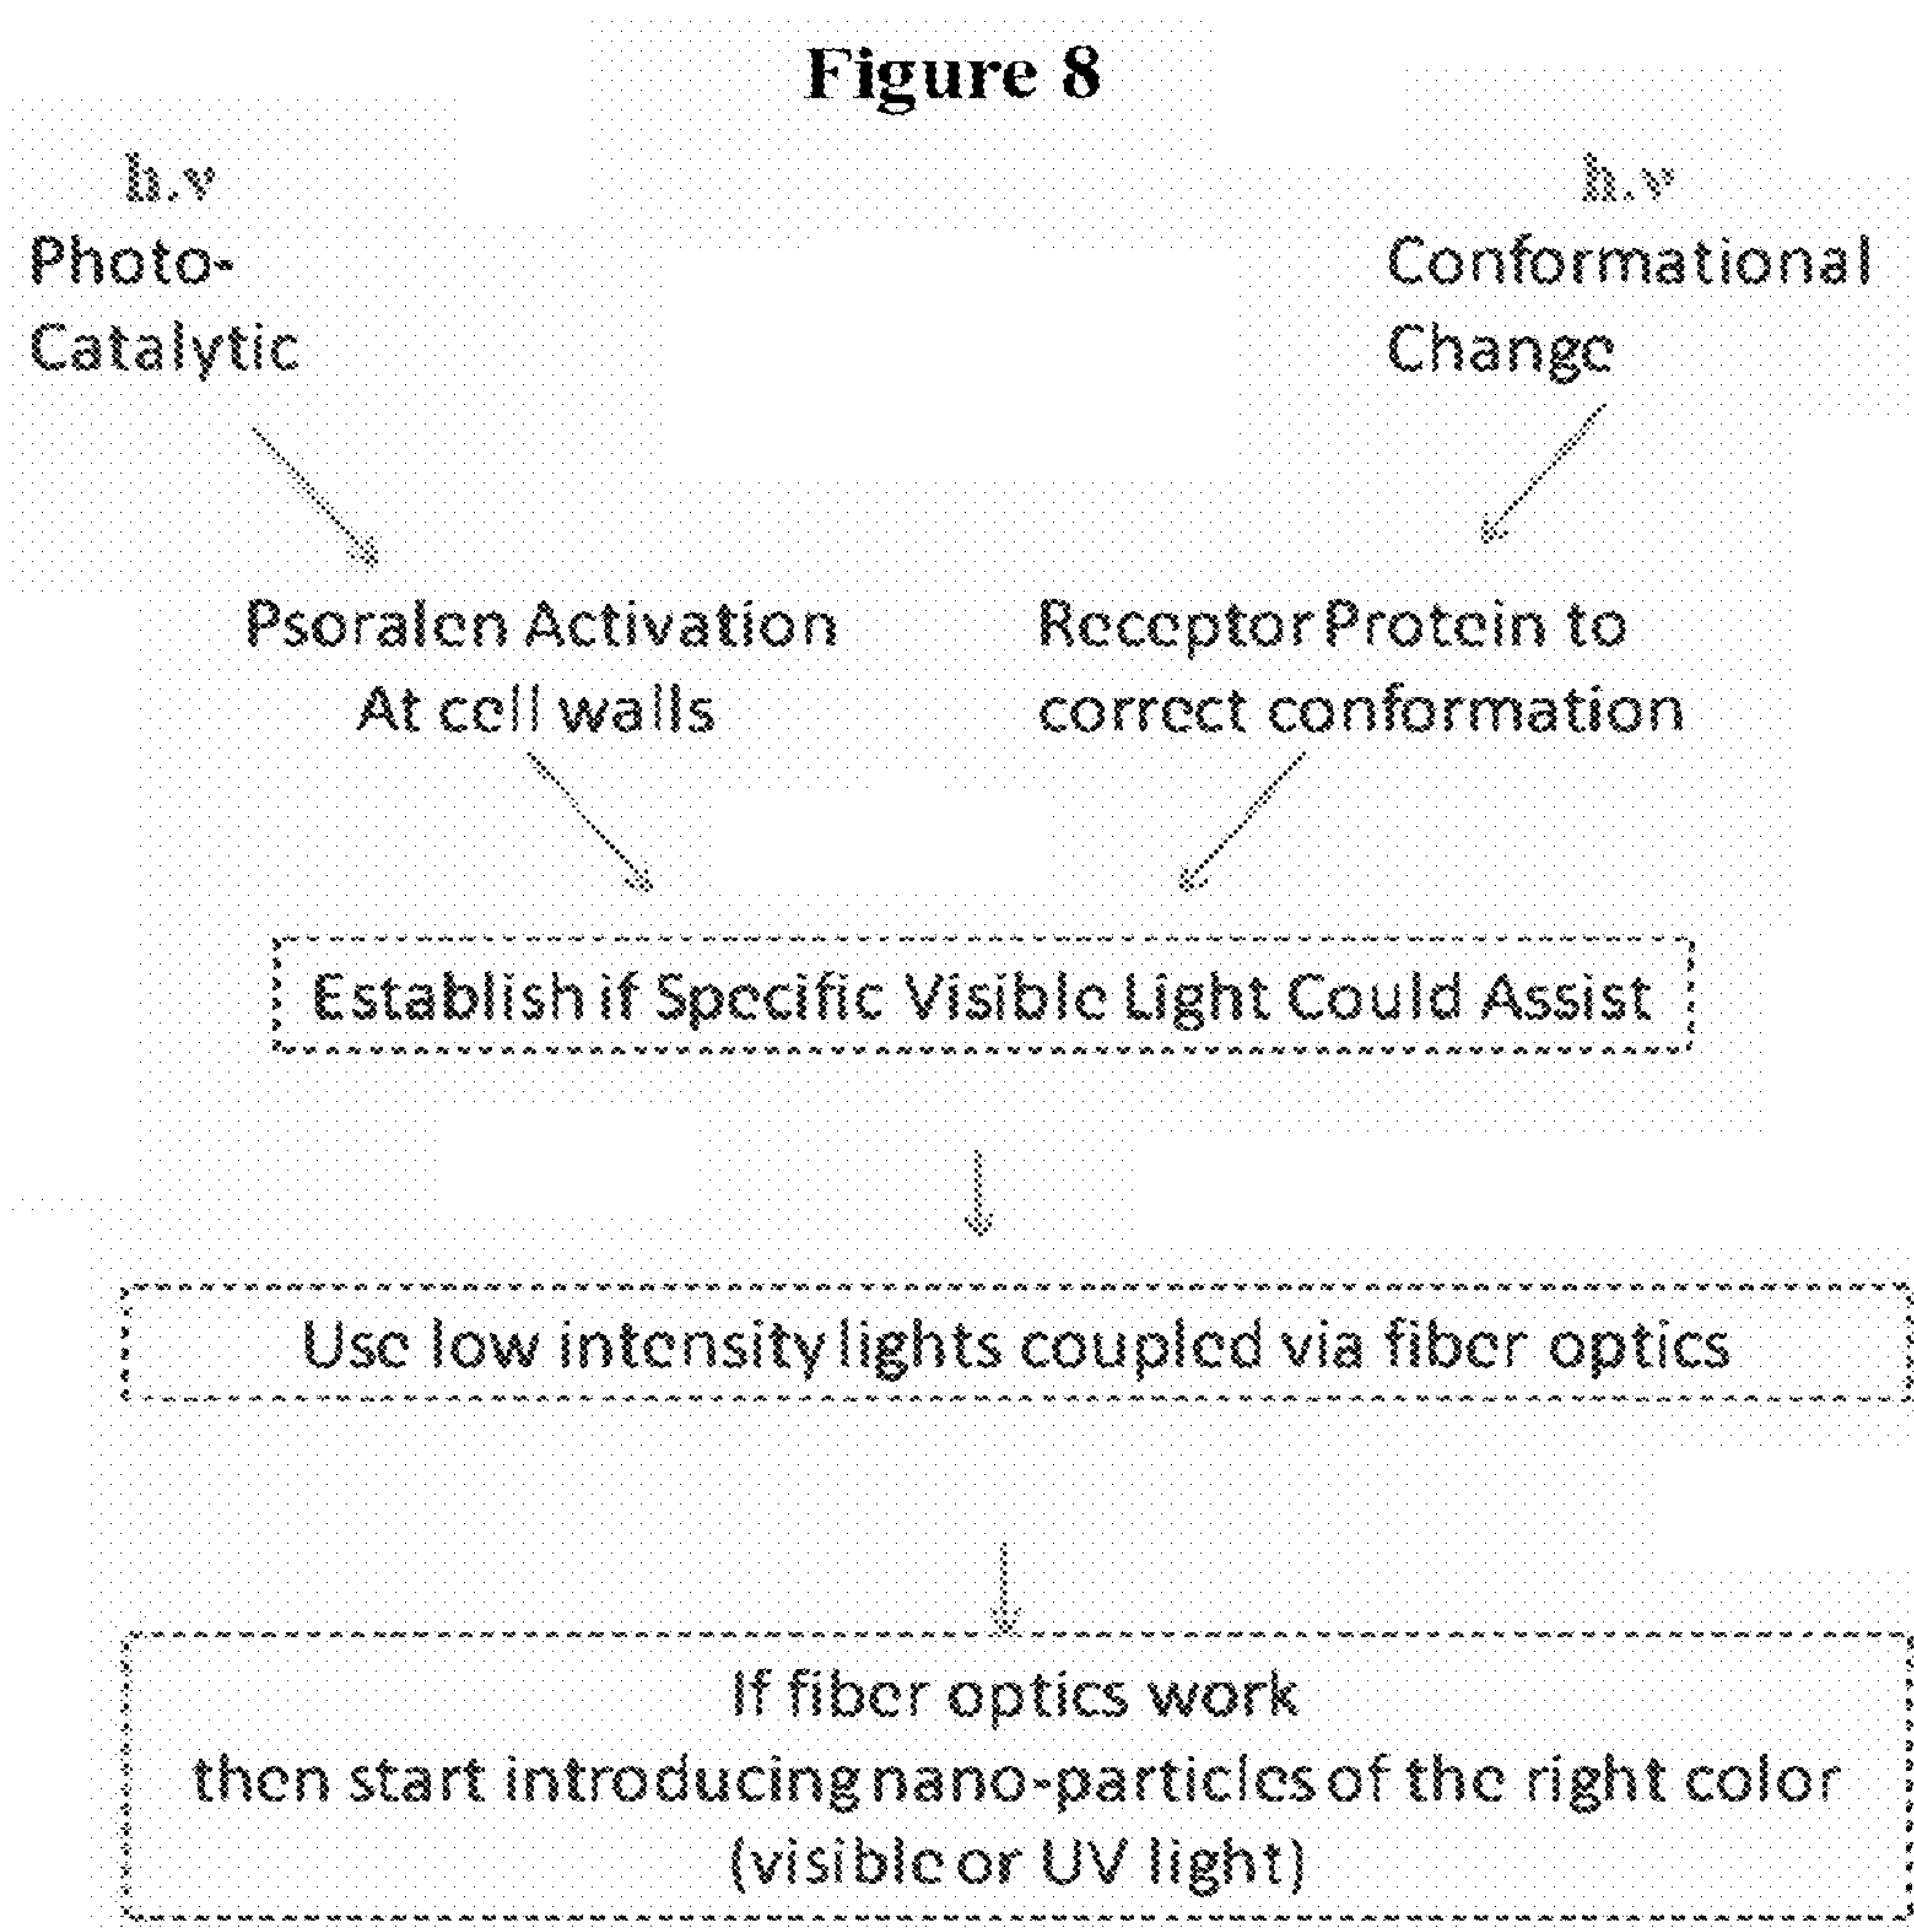 Figure 8
h.ν
Photo-
Catalytic
h.ν
Conformational
Change
Psoralen Activation
At cell walls
Receptor Protein to
correct conformation
Establish if Specific Visible Light Could Assist
Use low intensity lights coupled via fiber optics
If fiber optics work
then start introducing nano-particles of the right color
(visible or UV light)